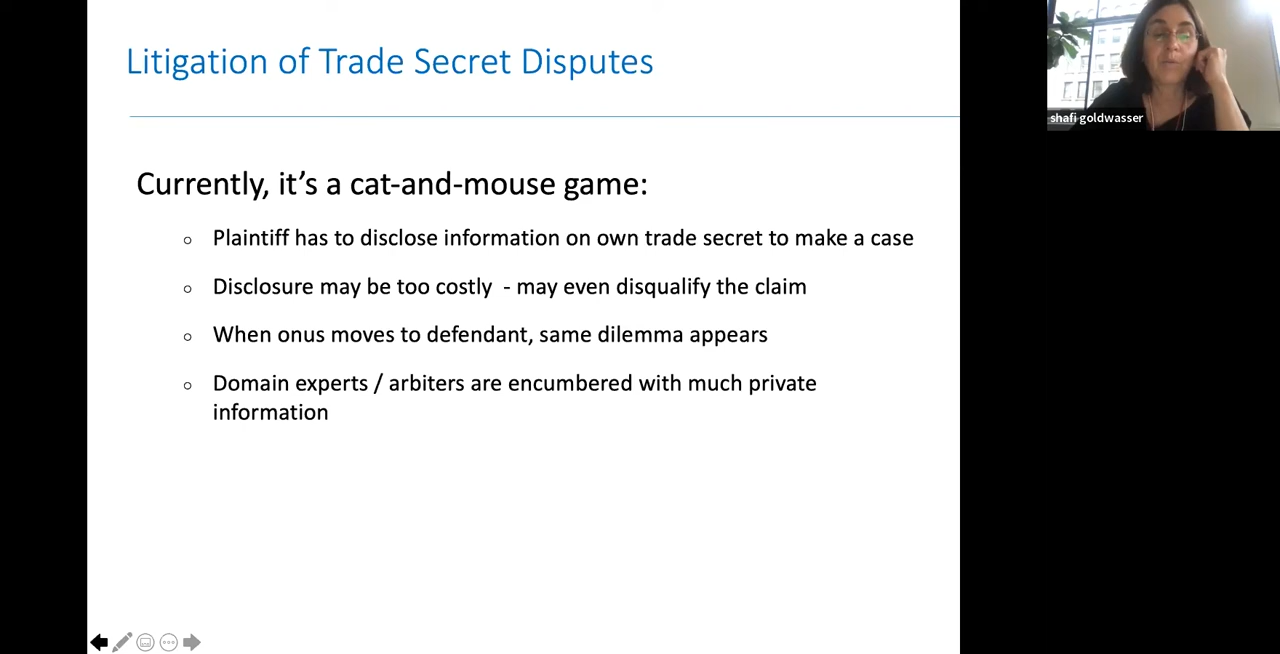 Litigation of Trade Secret Disputes
shafi goldwasser
Currently, it’s a cat-and-mouse game:
Plaintiff has to disclose information on own trade secret to make a case
Disclosure may be too costly - may even disqualify the claim
When onus moves to defendant, same dilemma appears
Domain experts / arbiters are encumbered with much private
information